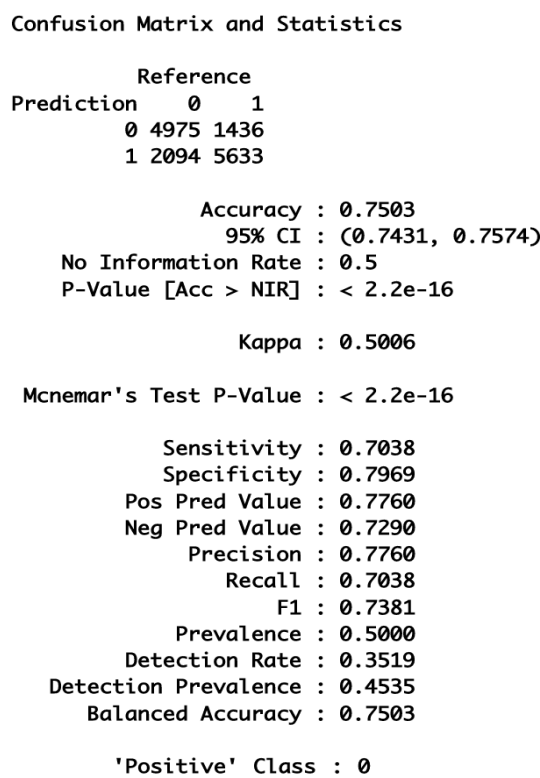 Confusion Matrix and Statistics
Reference
Prediction 0 1
0 4975 1436
1 2094 5633
Accuracy : 0.7503
95% CI : (0.7431, 0.7574)
No Information Rate : 0.5
P-Value [Acc > NIR] : < 2.2e-16
Kappa : 0.5006
Mcnemar's Test P-Value : < 2.2e-16
Sensitivity : 0.7038
Specificity : 0.7969
Pos Pred Value : 0.7760
Neg Pred Value : 0.7290
Precision : 0.7760
Recall : 0.7038
F1 : 0.7381
Prevalence : 0.5000
Detection Rate : 0.3519
Detection Prevalence : 0.4535
Balanced Accuracy : 0.7503
'Positive' Class : 0